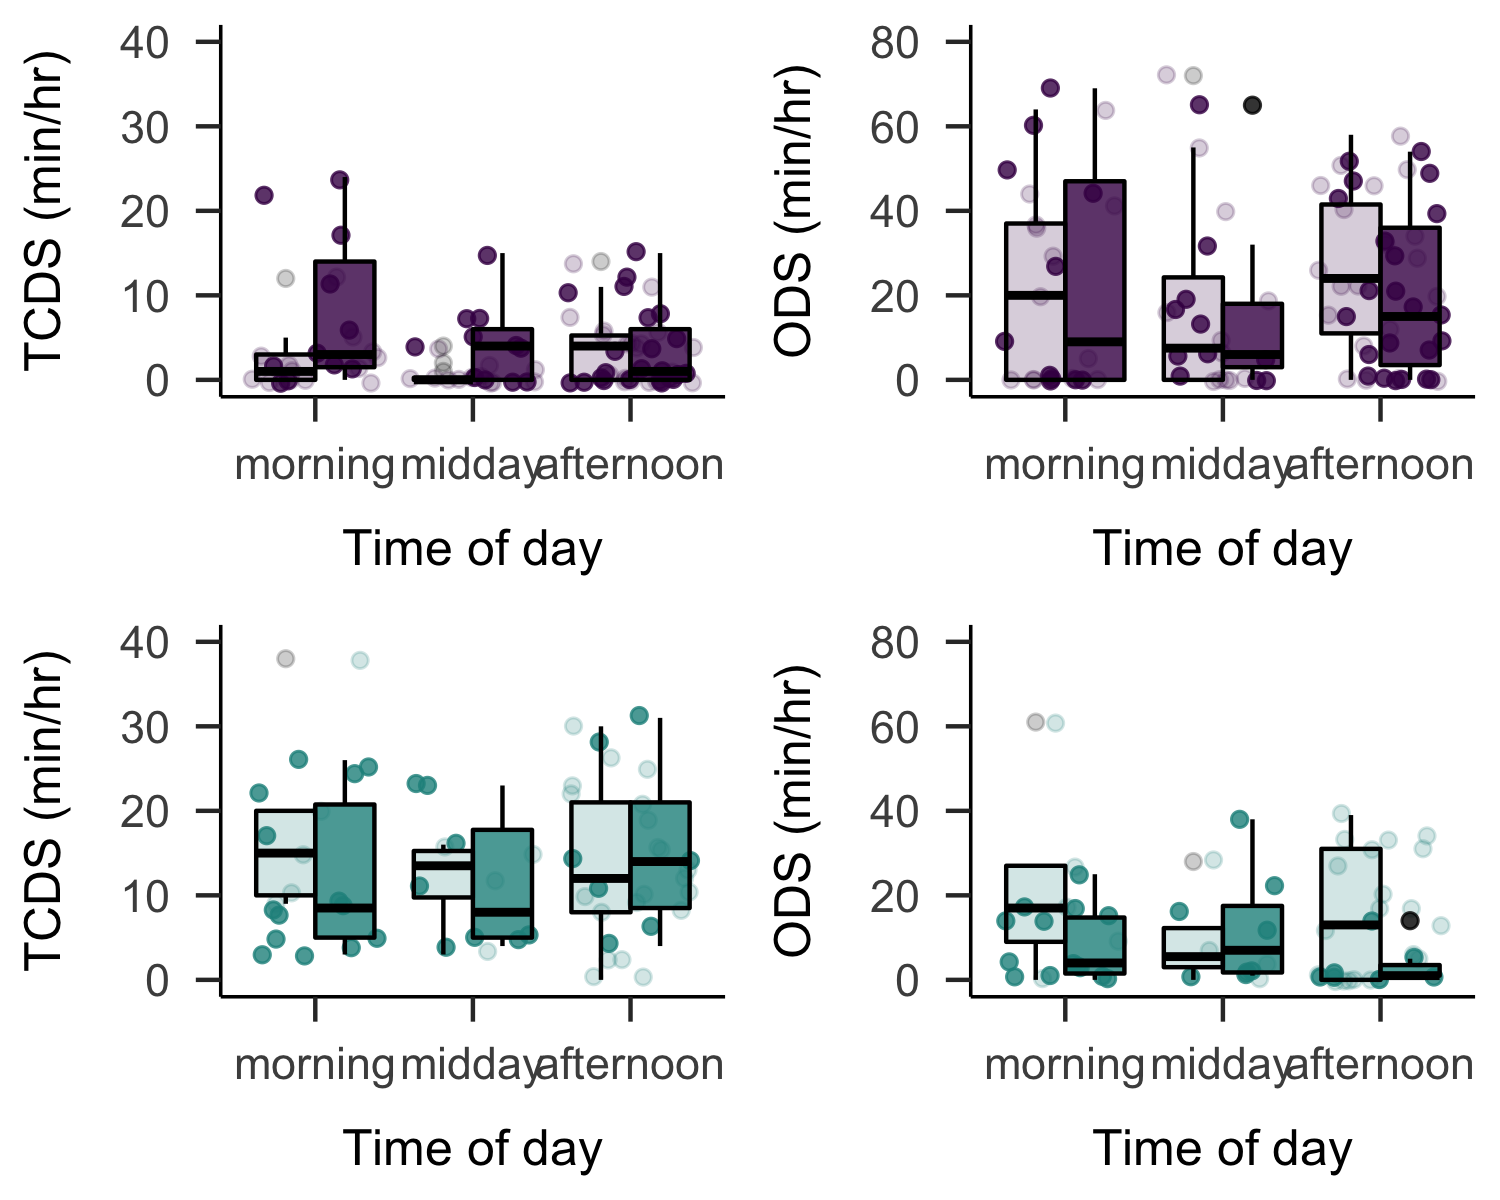 TCDS (min/hr)
40
30
20
10
0
morning midday afternoon
Time of day
ODS (min/hr)
80
60
40
20
0
morning midday afternoon
Time of day
TCDS (min/hr)
40
30
20
10
0
morning midday afternoon
Time of day
ODS (min/hr)
80
60
40
20
0
morning midday afternoon
Time of day